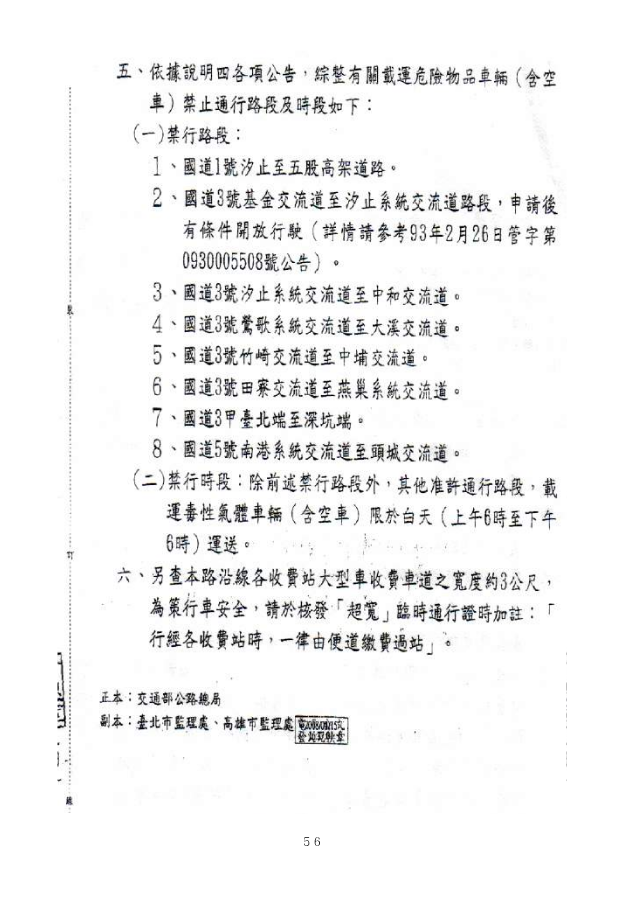 五、依據說明四各項公告,綜整有關載運危險物品車輛(含空
車)禁止通行路段及時段如下:
(一)禁行路段:
1、國道1號汐止至五股高架道路。
2、國道3號基金交流道至汐止系統交流道路段,申請後
有條件開放行駛(詳情請參考93年2月26日管字第
0930005508號公告)。
3、國道3號汐止系統交流道至中和交流道。
4、國道3號鶯歌系統交流道至大溪交流道。
5、國道3號竹崎交流道至中埔交流道。
6、國道3號田寮交流道至燕巢系統交流道。
7、國道3甲臺北端至深坑端。
8、國道5號南港系統交流道至頭城交流道。
(二)禁行時段:除前述禁行路段外,其他准許通行路段,載
運毒性氣體車輛(含空車)限於白天(上午6時至下午
6時)運送。
六、另查本路沿線各收費站大型車收費車道之寬度約3公尺,
為策行車安全,請於核發「超寬」臨時通行證時加註:「
行經各收費站時,一律由便道繳費過站」。
正本:交通部公路總局
副本:臺北市監理處、高雄市監理處
訂
線
56